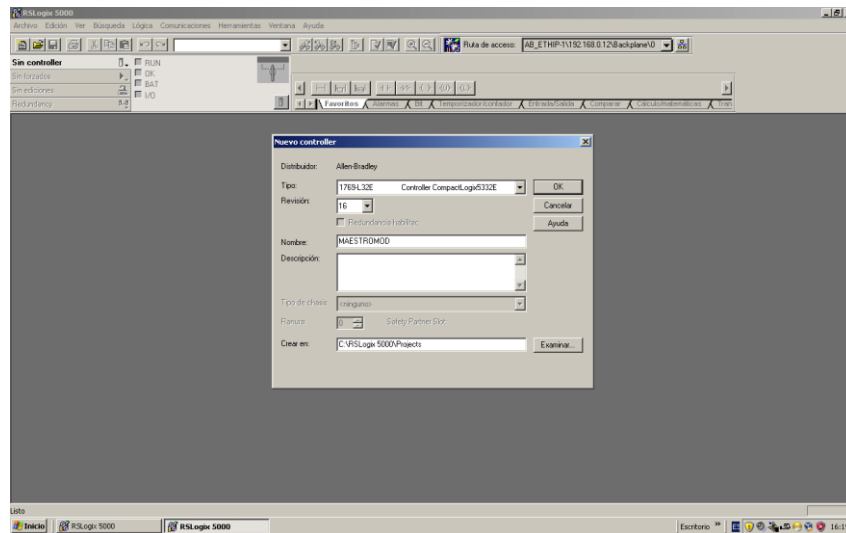 RSLogix 5000
Archivo Edición Ver Búsqueda Lógica Comunicaciones Herramientas Ventana Ayuda
Ruta de acceso: AB_ETHIP-1\192.168.0.12\Backplane\0
Sin controller
RUN
Sin forzados
OK
BAT
Sin ediciones
I/O
Redundancy
Favoritos Alarmas Bit Temporizador/contador Entrada/Salida Comparar Cálculo/matemáticas Tran
Nuevo controller
Distribuidor: Allen-Bradley
Tipo: 1769-L32E Controller CompactLogix5332E OK
Revisión: 16 Cancelar
Redundancia habilitac Ayuda
Nombre: MAESTROMOD
Descripción:
Tipo de chasis <ninguno>
Ranura: 0 Safety Partner Slot:
Crear en: C:\RSLogix 5000\Projects Examinar...
Listo
Inicio RSLogix 5000 RSLogix 5000 Escritorio » 16:1